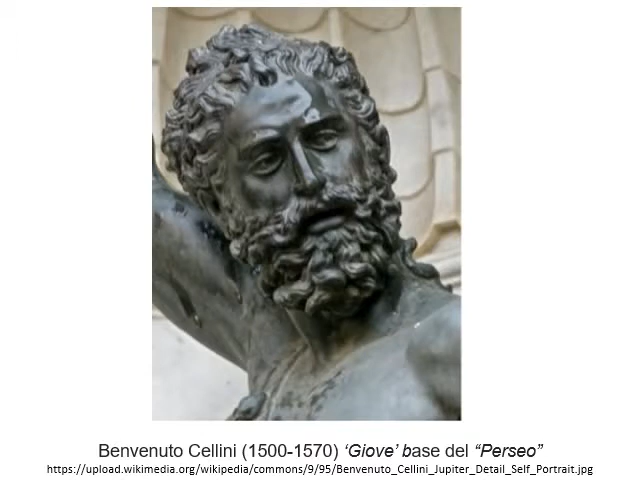 Benvenuto Cellini (1500-1570) ‘Giove’ base del “Perseo”
https://upload.wikimedia.org/wikipedia/commons/9/95/Benvenuto_Cellini_Jupiter_Detail_Self_Portrait.jpg